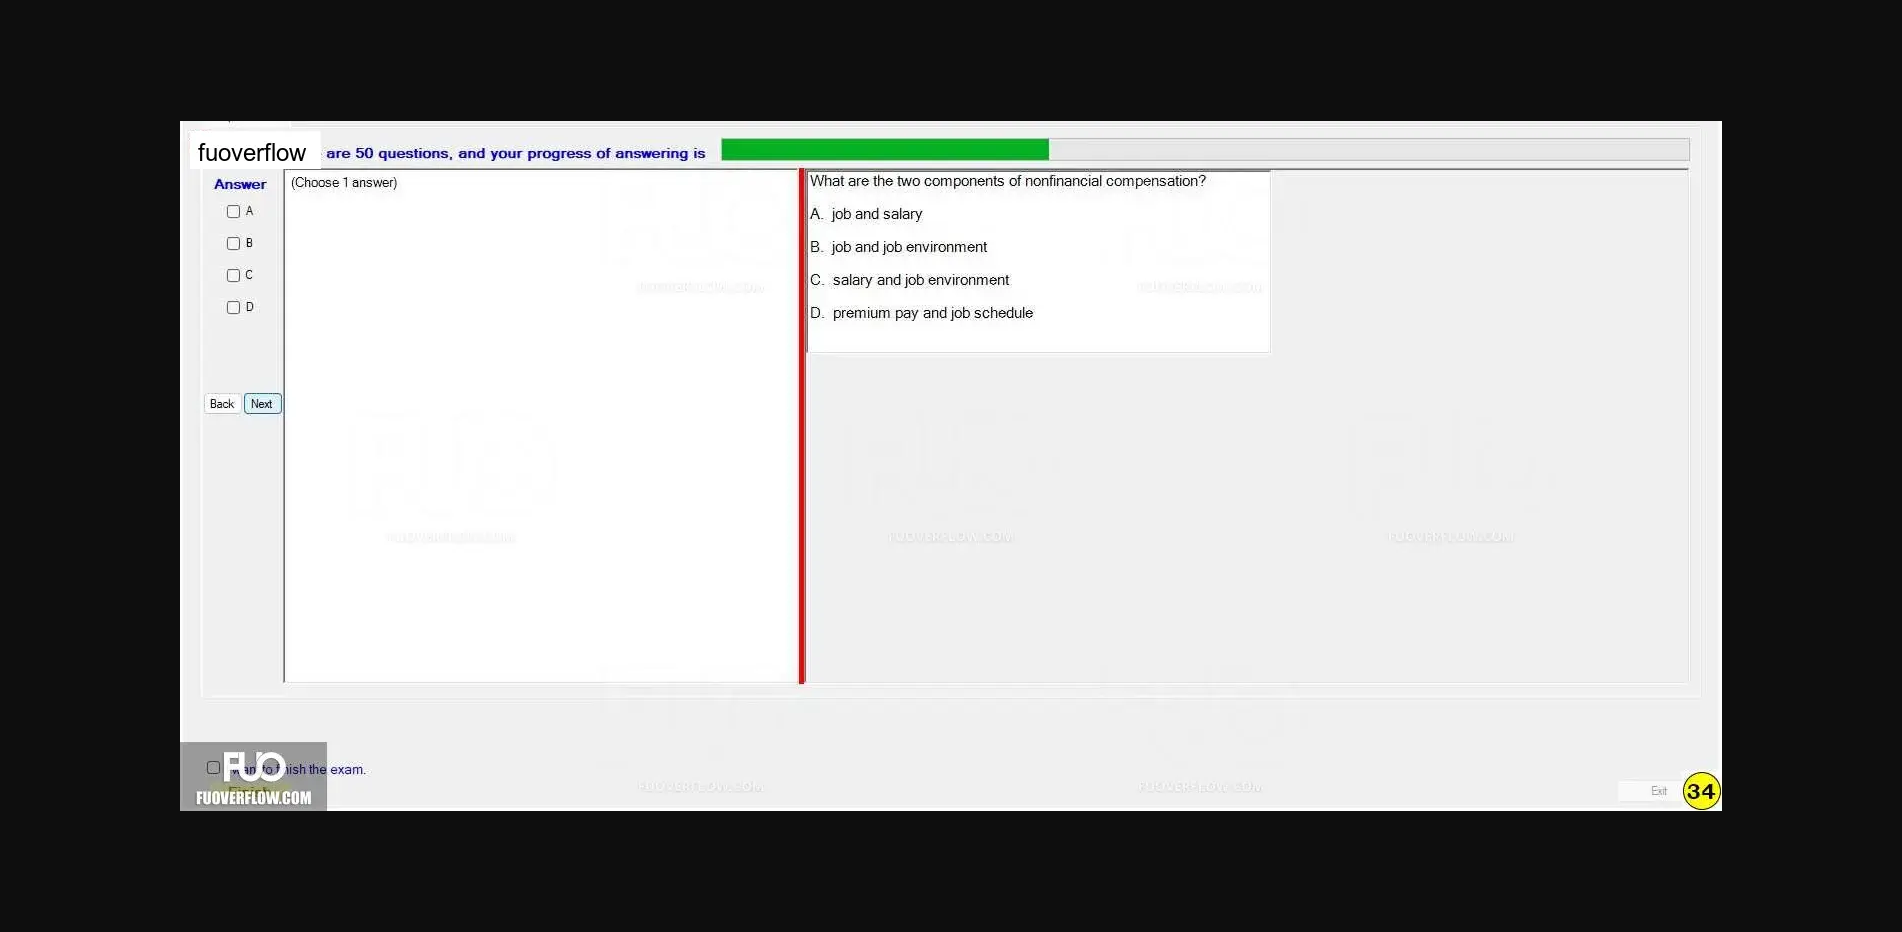 fuoverflow are 50 questions, and your progress of answering is
Answer
(Choose 1 answer)
A
B
C
D
Back Next
What are the two components of nonfinancial compensation?
A. job and salary
B. job and job environment
C. salary and job environment
D. premium pay and job schedule
FUOVERFLOW.COM
FUOVERFLOW.COM
FUOVERFLOW.COM
FUOVERFLOW.COM
FUOVERFLOW.COM
FUO
want to finish the exam.
Finish
FUOVERFLOW.COM
FUOVERFLOW.COM
FUOVERFLOW.COM
Exit
34